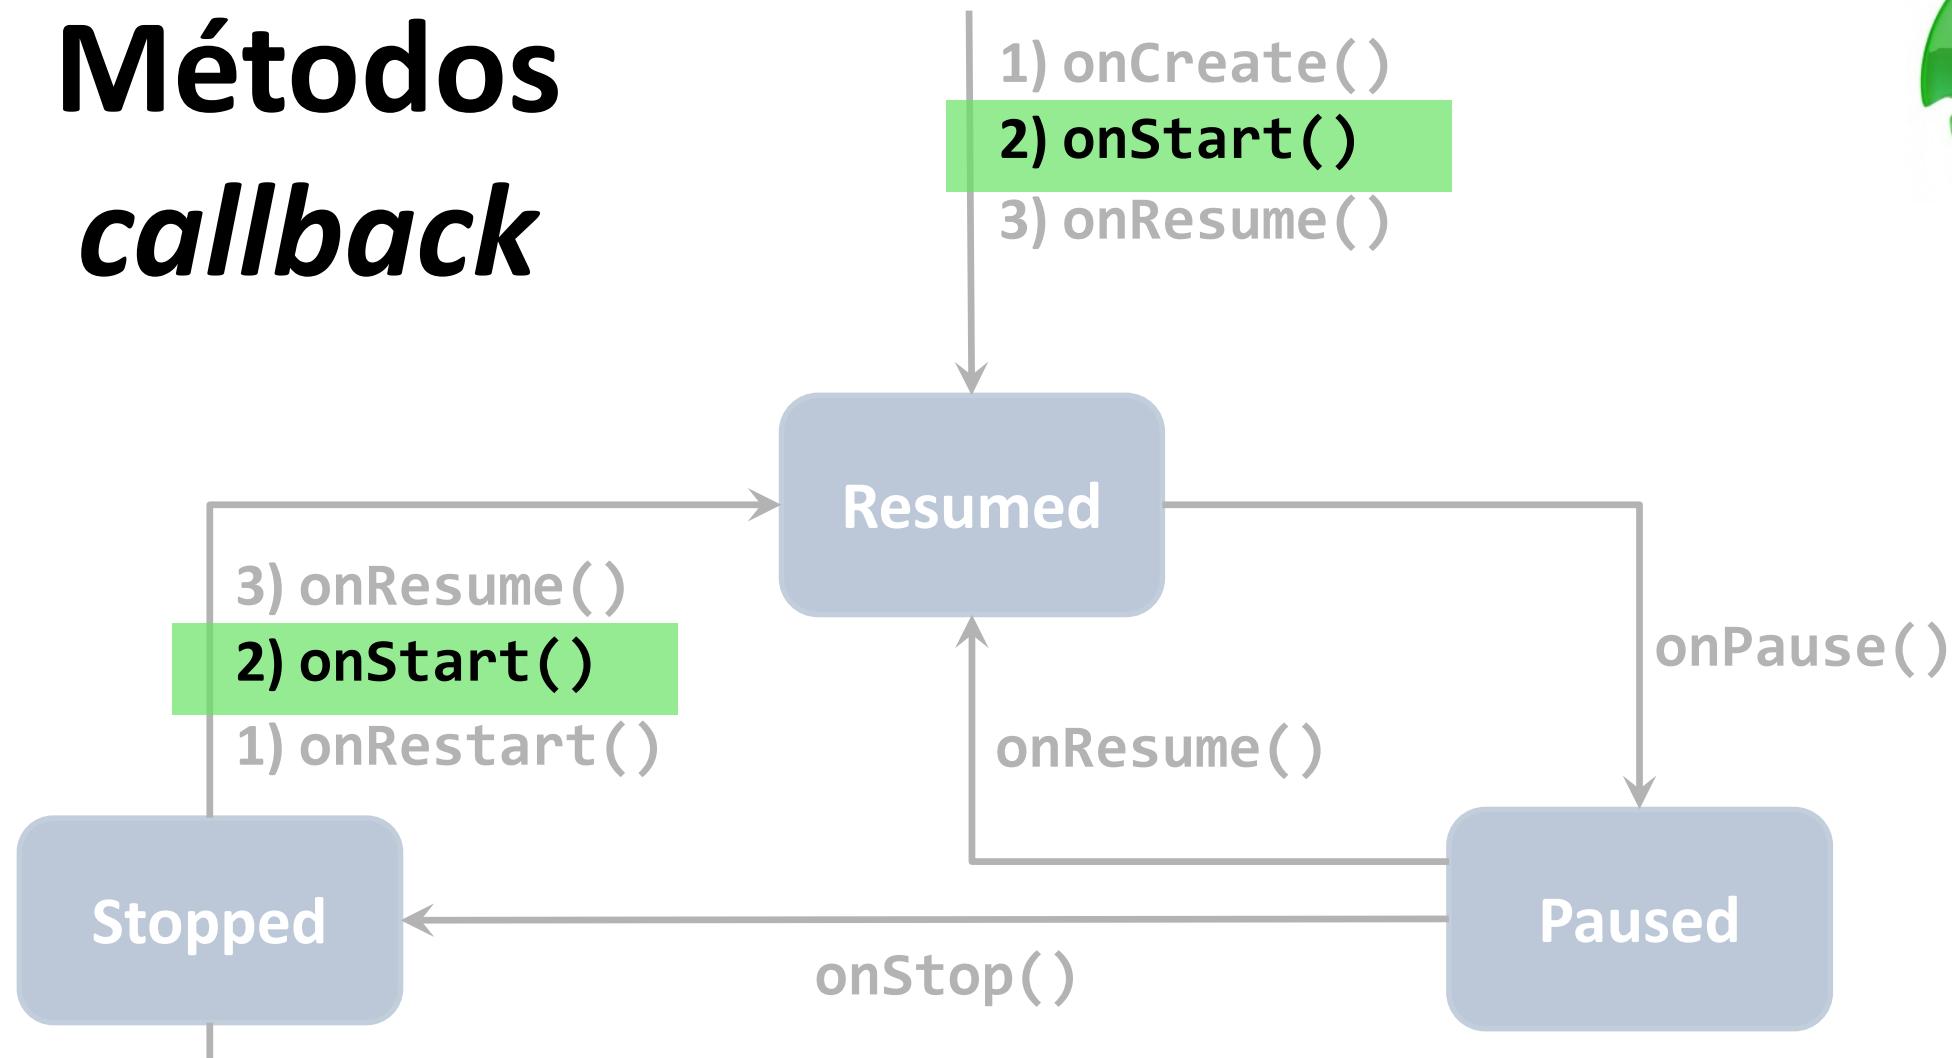 Métodos
callback
1) onCreate()
2) onStart()
3) onResume()
Resumed
3) onResume()
2) onStart()
1) onRestart()
onPause()
onResume()
Stopped
Paused
onStop()